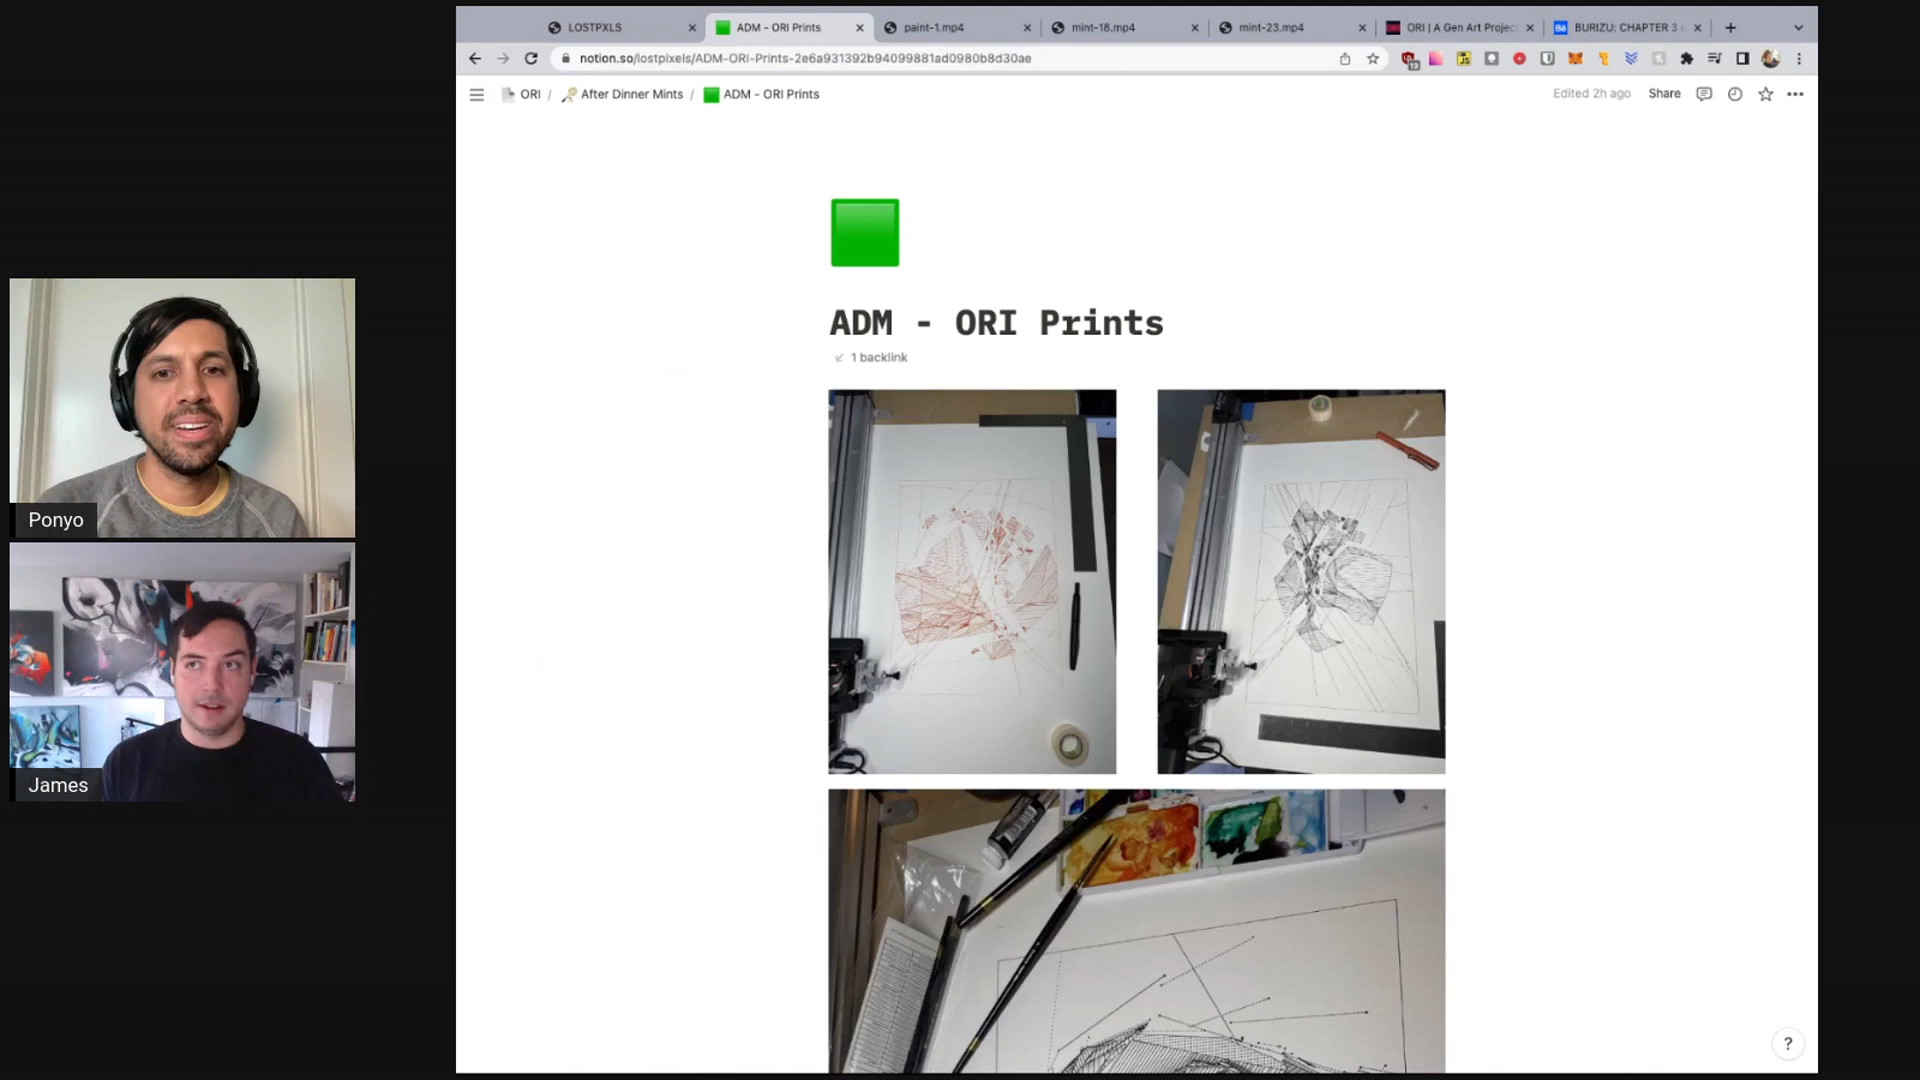 LOSTPXLS
ADM - ORI Prints
paint-1.mp4
mint-18.mp4
mint-23.mp4
ORI | A Gen Art Projec
BURIZU: CHAPTER 3
notion.so/lostpixels/ADM-ORI-Prints-2e6a931392b94099881ad0980b8d30ae
ORI / After Dinner Mints / ADM - ORI Prints
Edited 2h ago
Share
ADM - ORI Prints
1 backlink
Ponyo
James
?